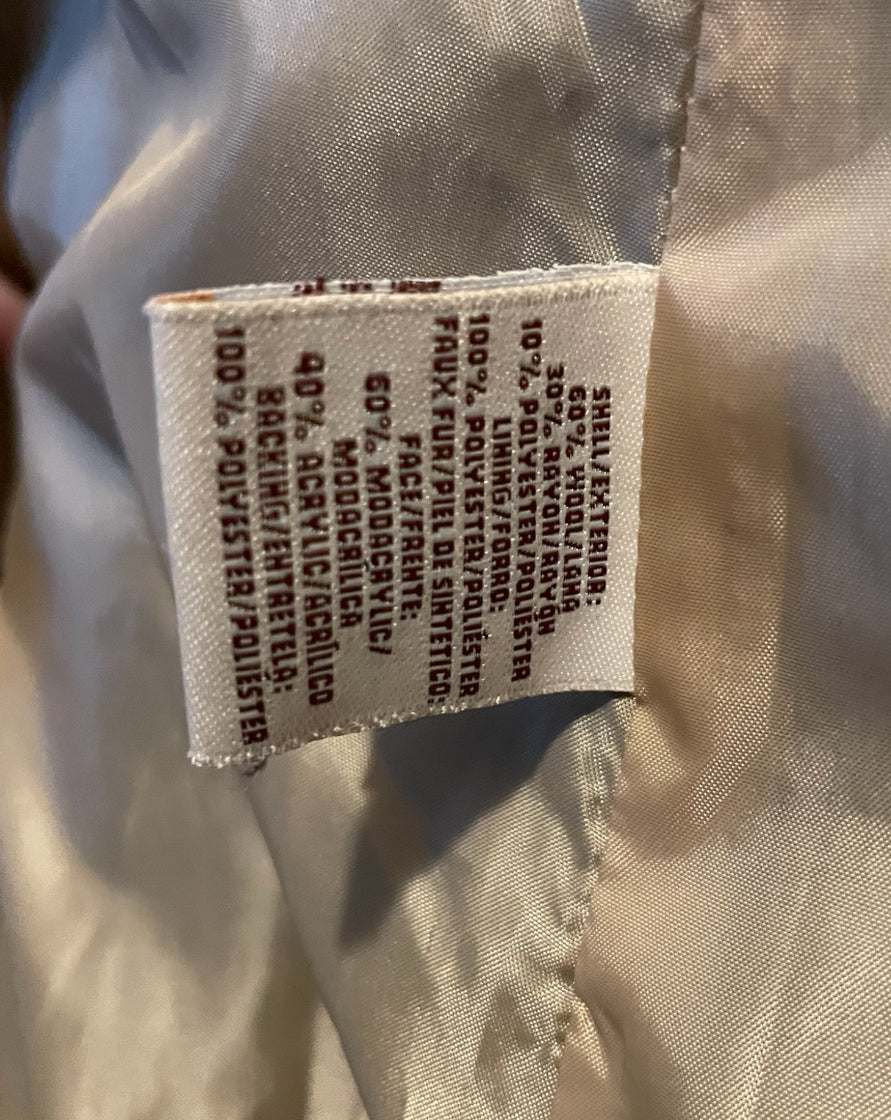 SHELL/EXTERIOR:
60% WOOL/LANA
30% RAYON/RAYÓN
10% POLYESTER/POLIÉSTER
LINING/FORRO:
100% POLYESTER/POLIÉSTER
FAUX FUR/PIEL DE SINTETICO:
FACE/FRENTE:
60% MODACRYLIC/
MODACRÍLICA
40% ACRYLIC/ACRÍLICO
BACKING/ENTRETELA:
100% POLYESTER/POLIÉSTER